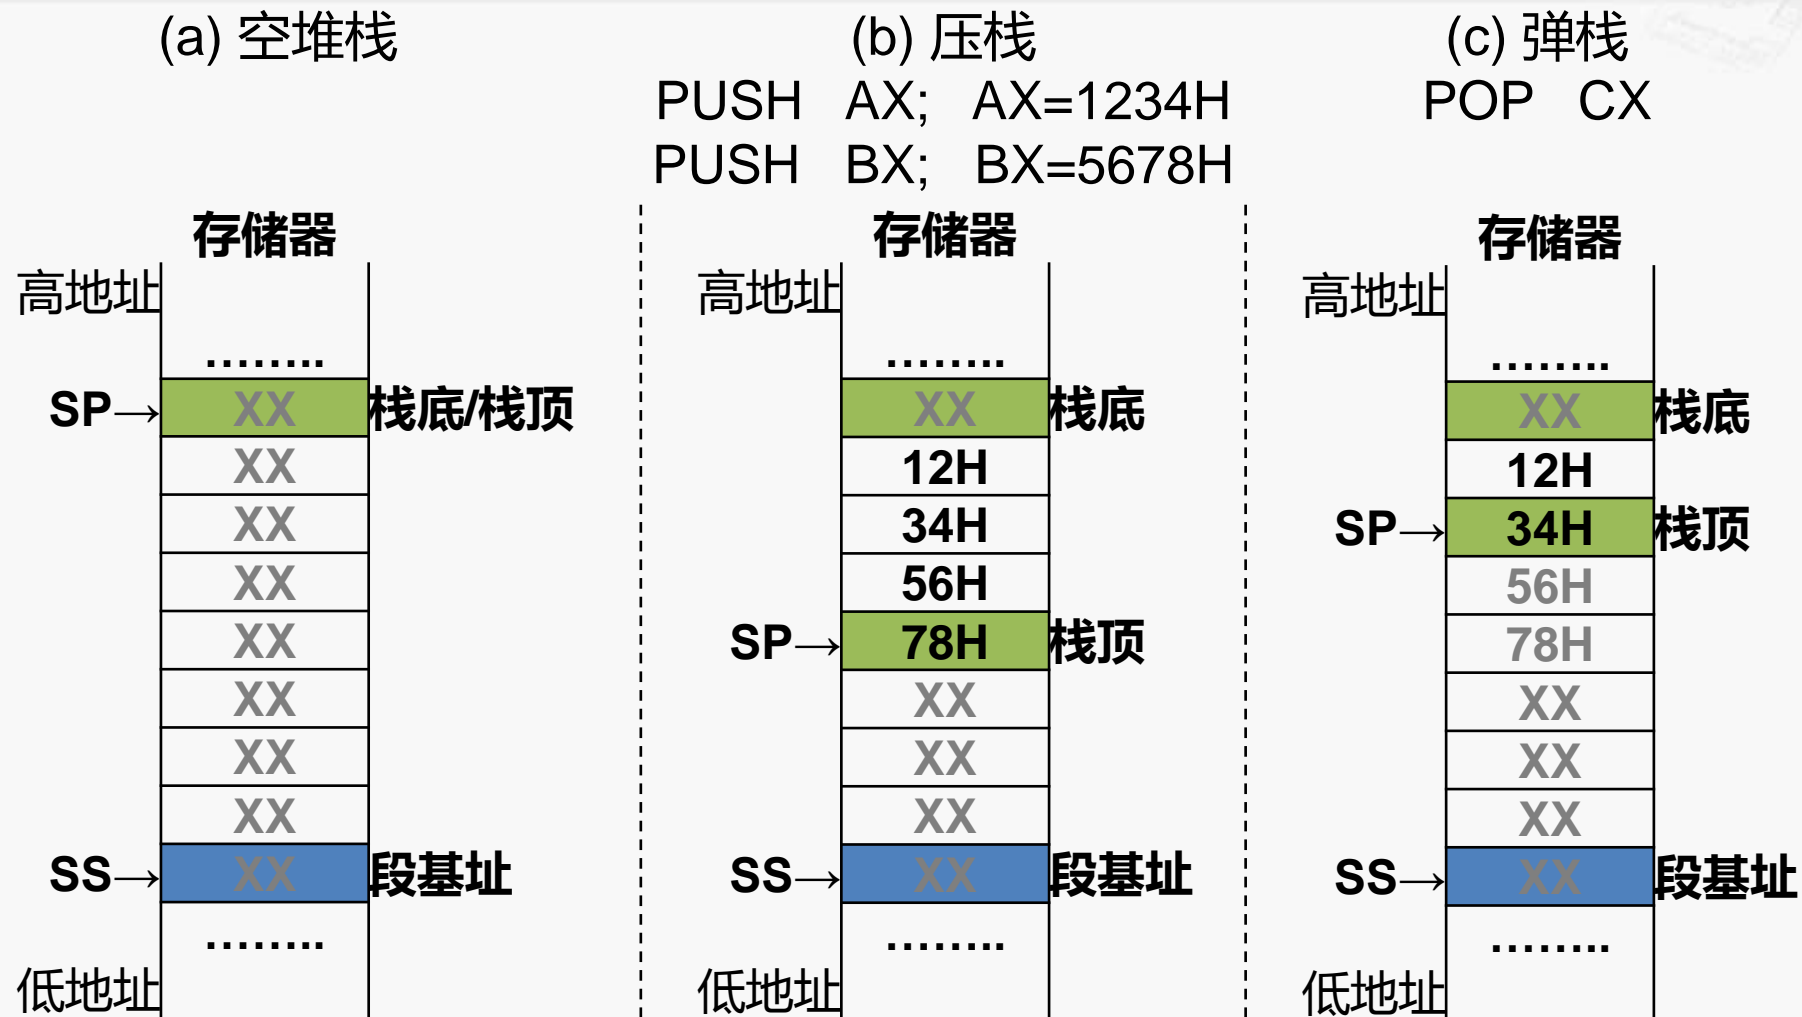 (a) 空堆栈
存储器
高地址
........
SP→ XX 栈底/栈顶
XX
XX
XX
XX
XX
XX
XX
SS→ XX 段基址
........
低地址
(b) 压栈
PUSH AX; AX=1234H
PUSH BX; BX=5678H
存储器
高地址
........
XX 栈底
12H
34H
56H
SP→ 78H 栈顶
XX
XX
XX
SS→ XX 段基址
........
低地址
(c) 弹栈
POP CX
存储器
高地址
........
XX 栈底
12H
SP→ 34H 栈顶
56H
78H
XX
XX
XX
SS→ XX 段基址
........
低地址